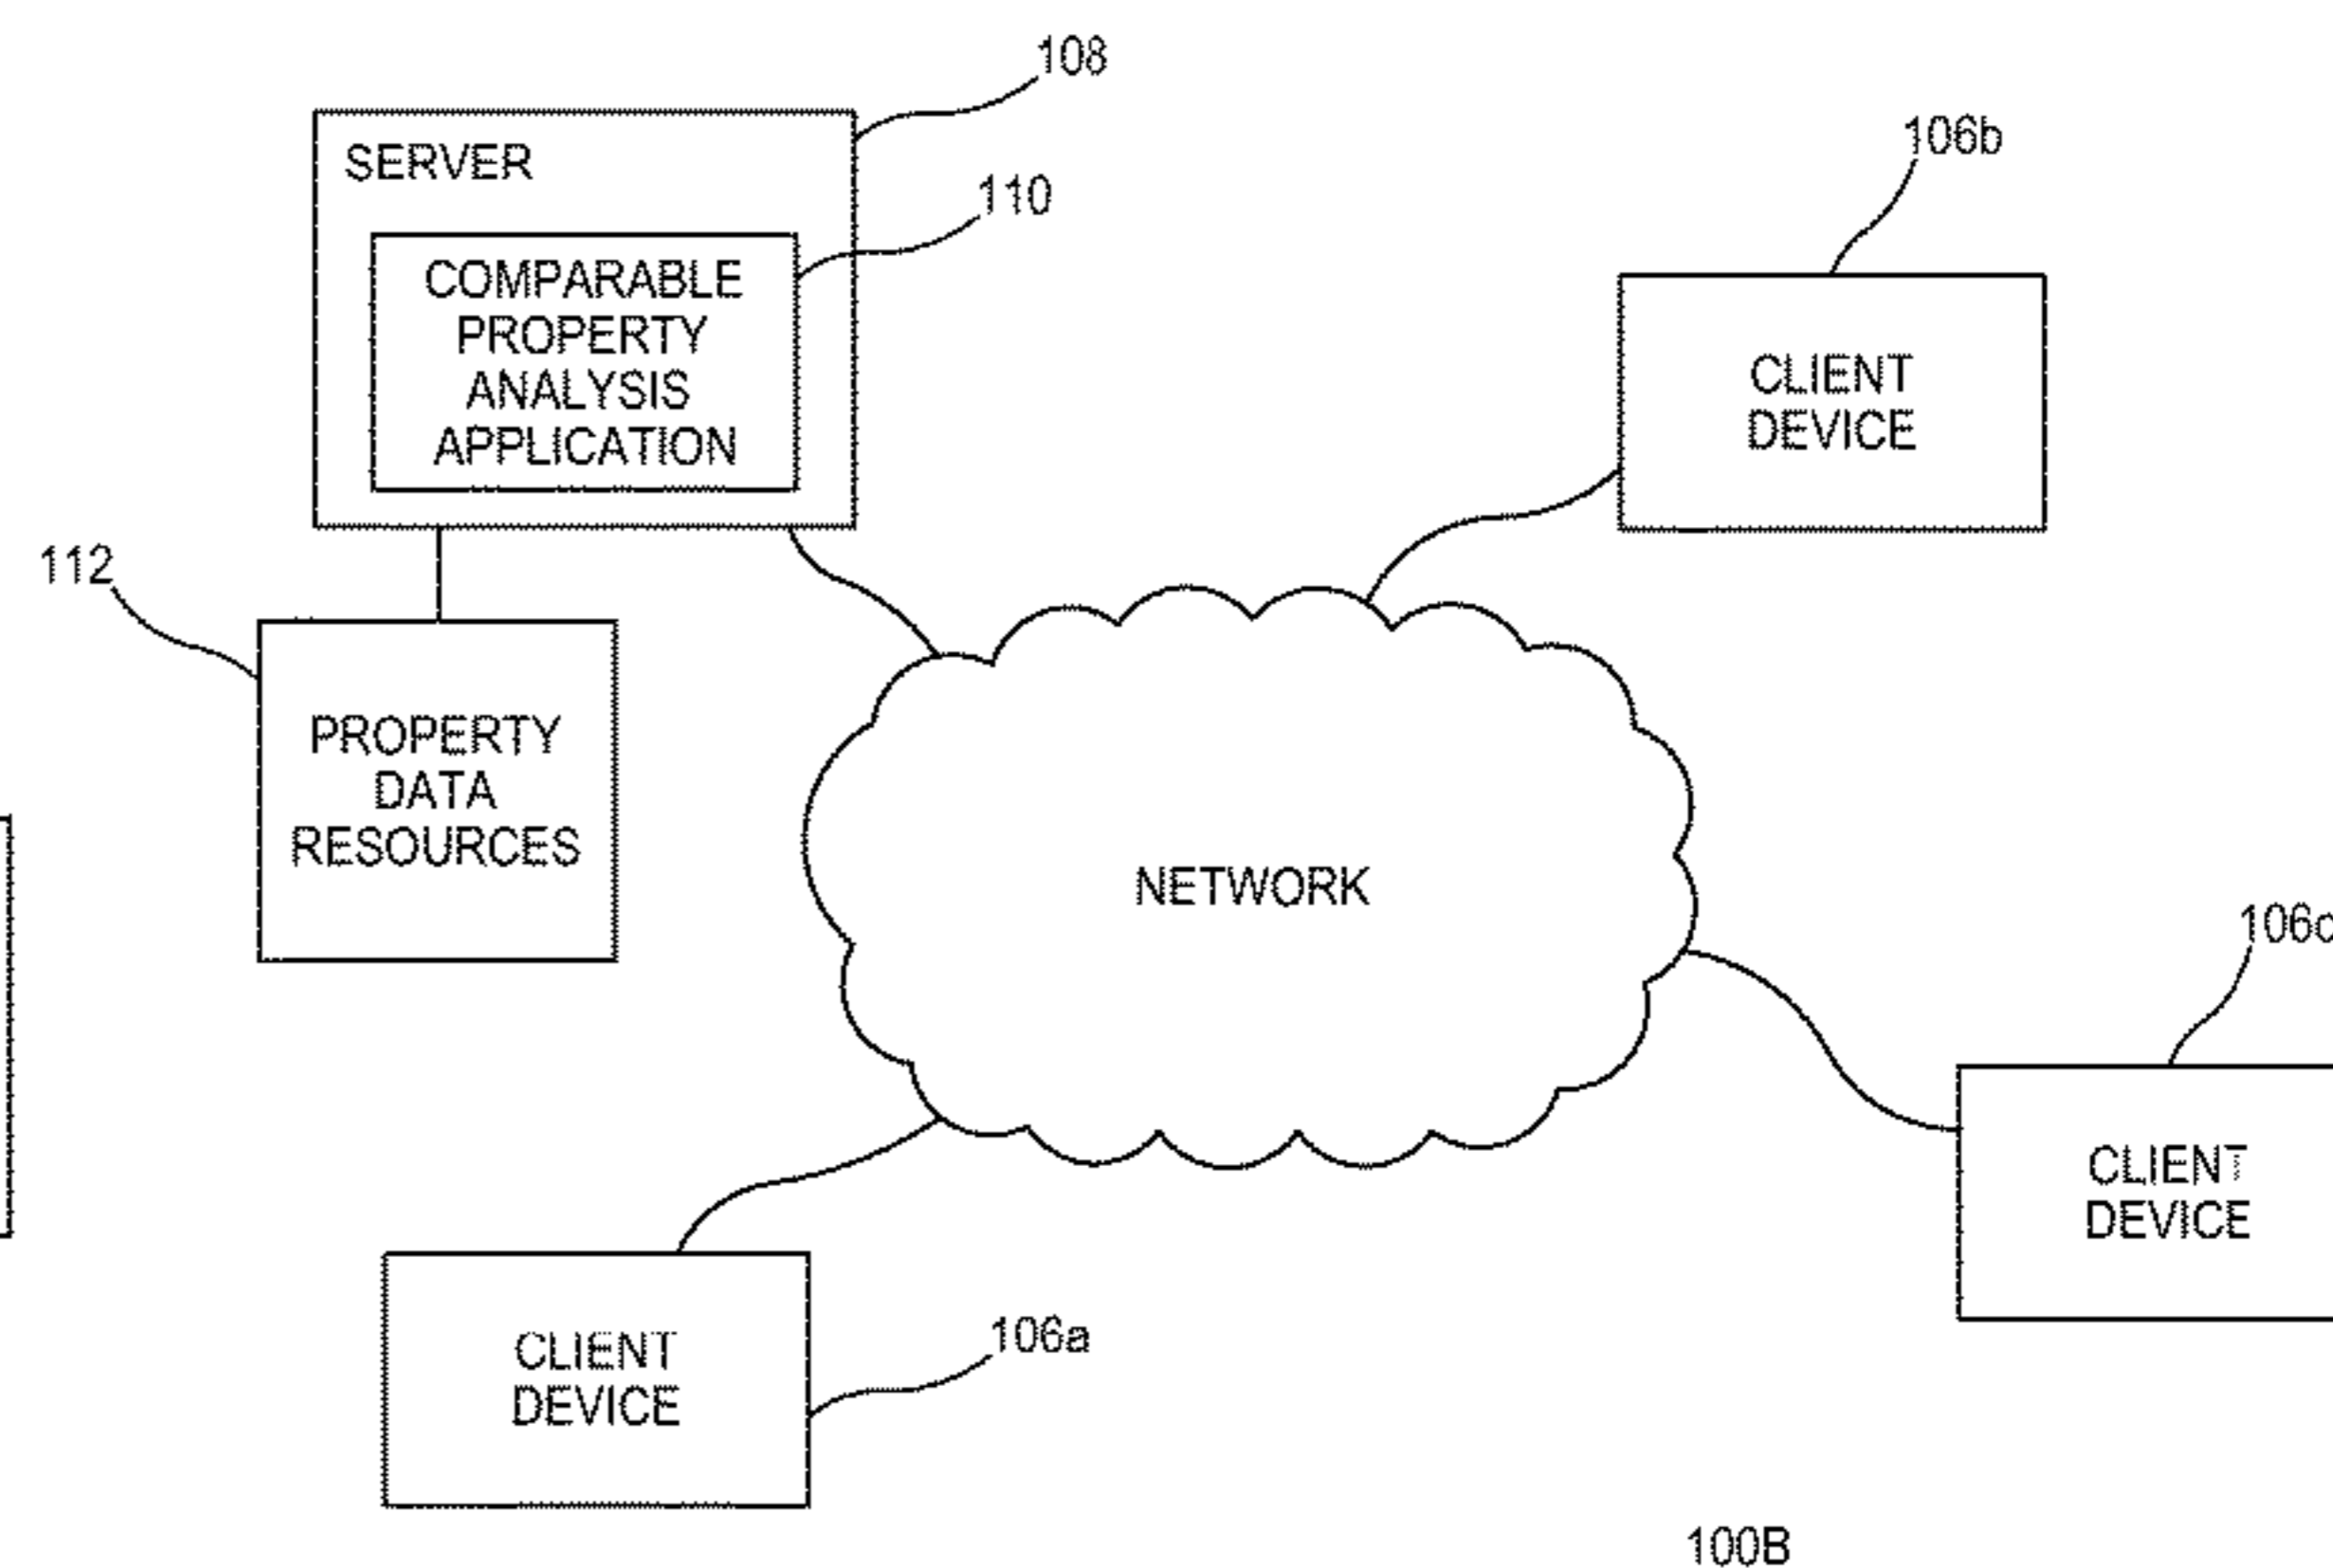 108
SERVER
110
COMPARABLE
PROPERTY
ANALYSIS
APPLICATION
106b
CLIENT
DEVICE
112
PROPERTY
DATA
RESOURCES
NETWORK
106c
CLIENT
DEVICE
106a
CLIENT
DEVICE
100B